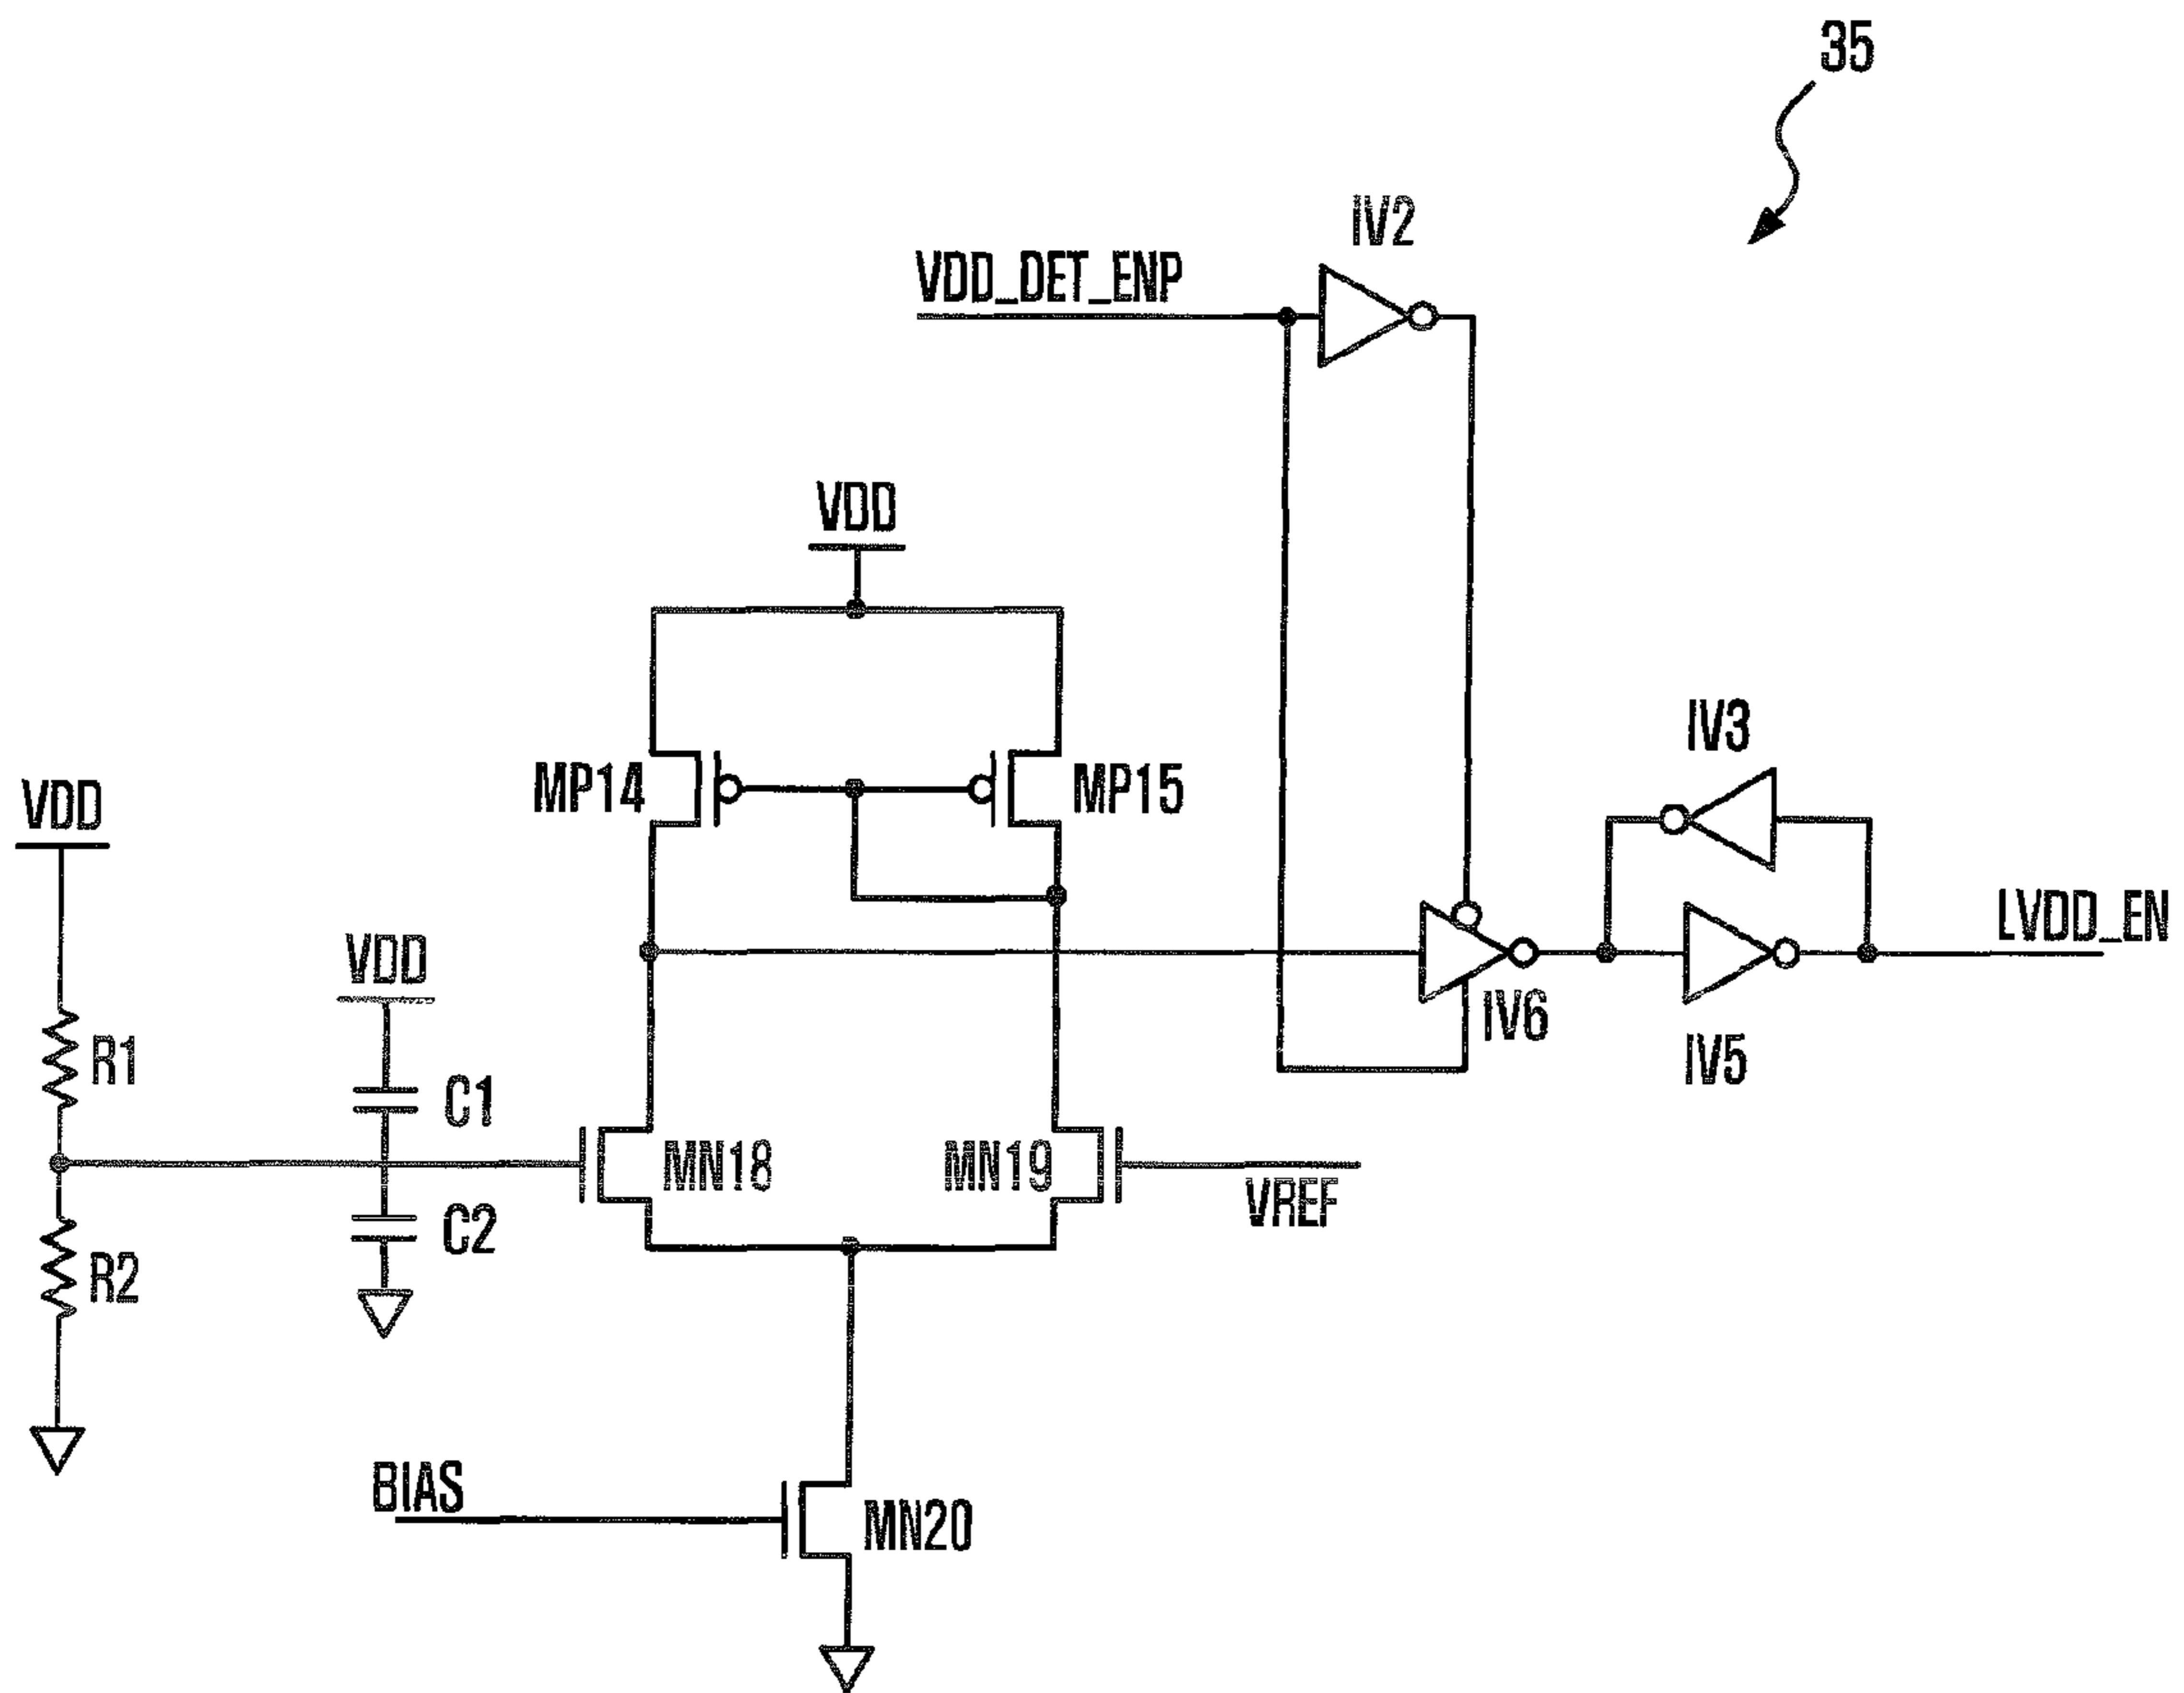 35
IV2
VDD_DET_ENP
VDD
IV3
MP14
MP15
VDD
LVDD_EN
VDD
IV6
R1
C1
IV5
MN18
MN19
VREF
C2
R2
BIAS
MN20